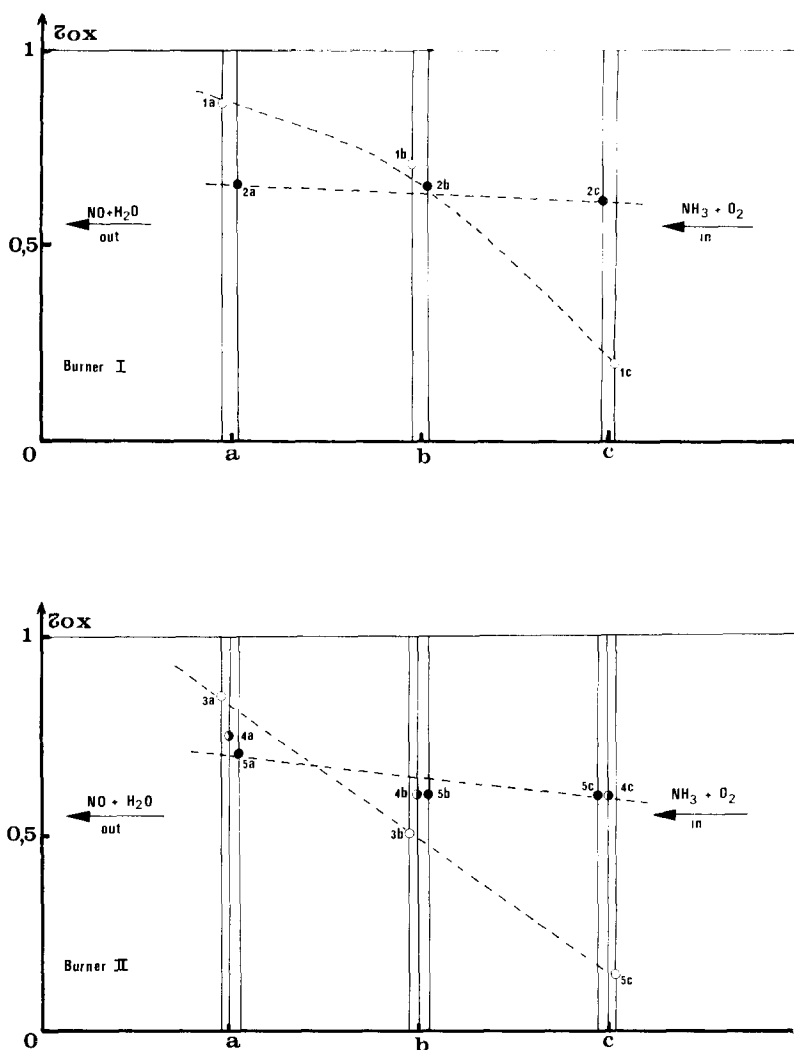 1
1a
1b
2a
2b
2c
NO+H₂O
out
NH₃ + O₂
in
0,5
Burner I
1c
0
a
b
c
1
3a
4a
5a
4b
5b
5c
4c
NO + H₂O
out
NH₃ + O₂
in
0,5
3b
Burner II
5c
0
a
b
c